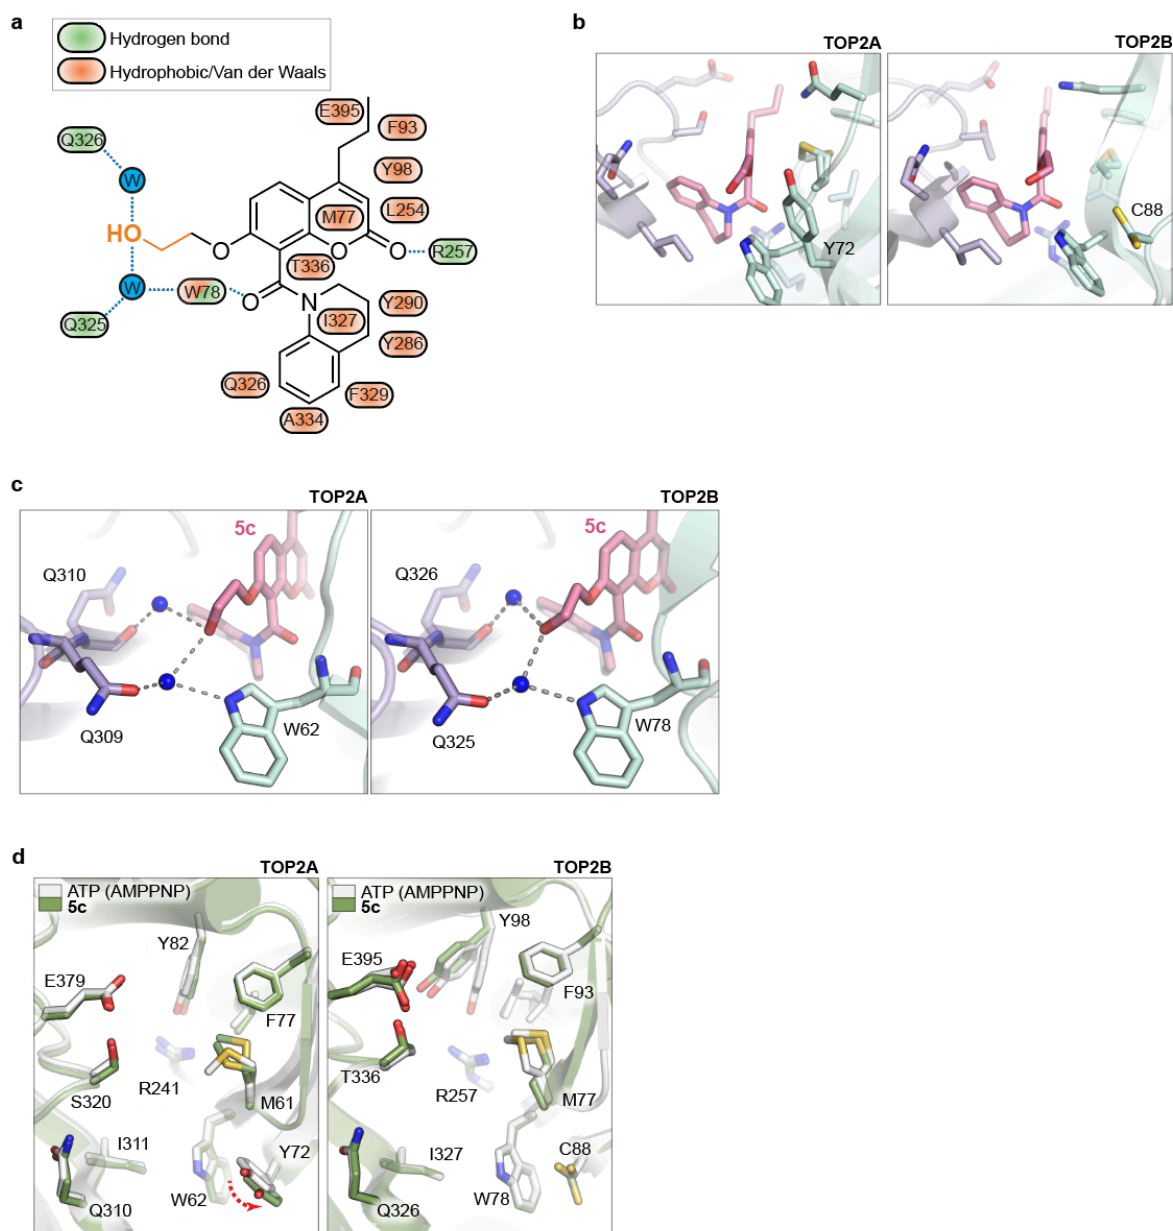 a
Hydrogen bond
Hydrophobic/Van der Waals
E395
F93
Q326
Y98
W
M77
L254
HO
O
O
O
R257
W
W78
T336
O
N
Y290
Q325
I327
Y286
Q326
F329
A334
b
TOP2A
TOP2B
Y72
C88
c
TOP2A
TOP2B
5c
5c
Q310
Q326
Q309
W62
Q325
W78
d
TOP2A
TOP2B
ATP (AMPPNP)
5c
Y82
E379
F77
R241
S320
M61
I311
Y72
W62
Q310
ATP (AMPPNP)
5c
Y98
E395
F93
T336
R257
M77
I327
C88
W78
Q326